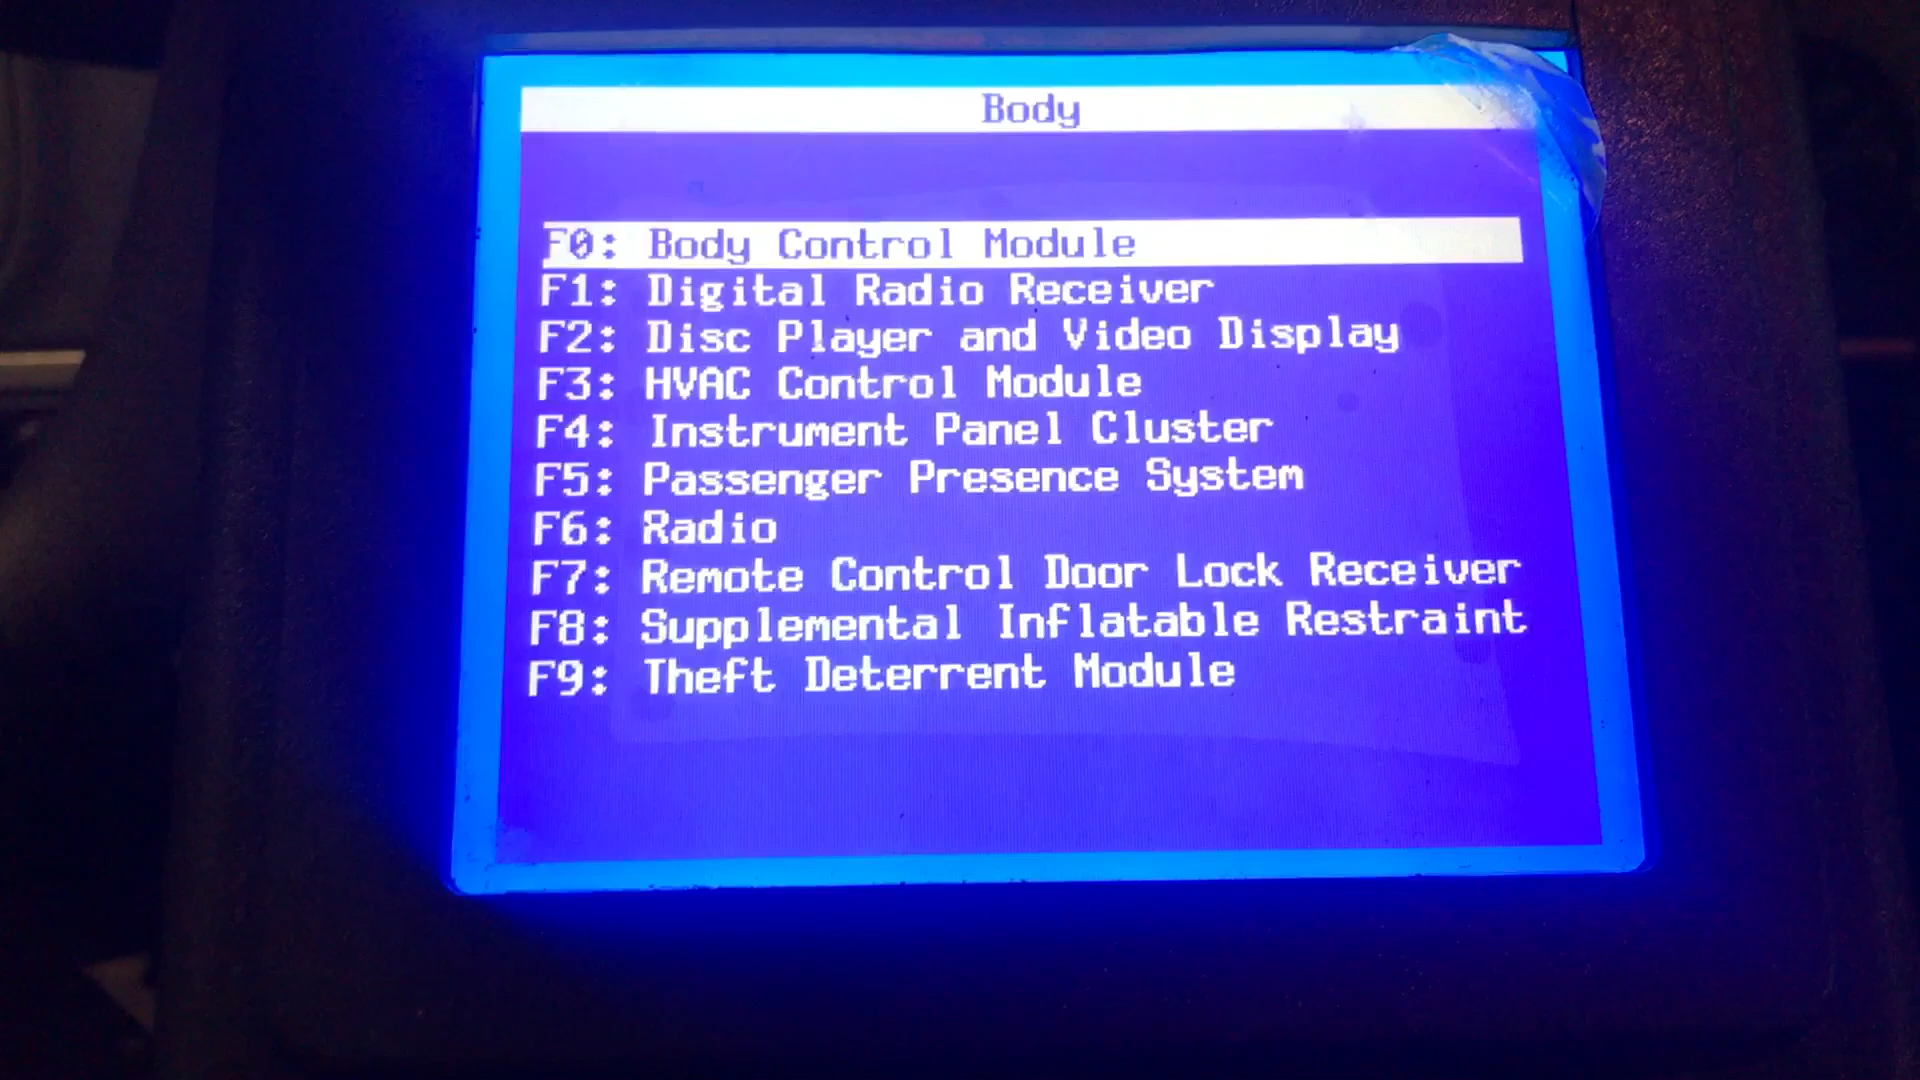 Body
F0: Body Control Module
F1: Digital Radio Receiver
F2: Disc Player and Video Display
F3: HVAC Control Module
F4: Instrument Panel Cluster
F5: Passenger Presence System
F6: Radio
F7: Remote Control Door Lock Receiver
F8: Supplemental Inflatable Restraint
F9: Theft Deterrent Module